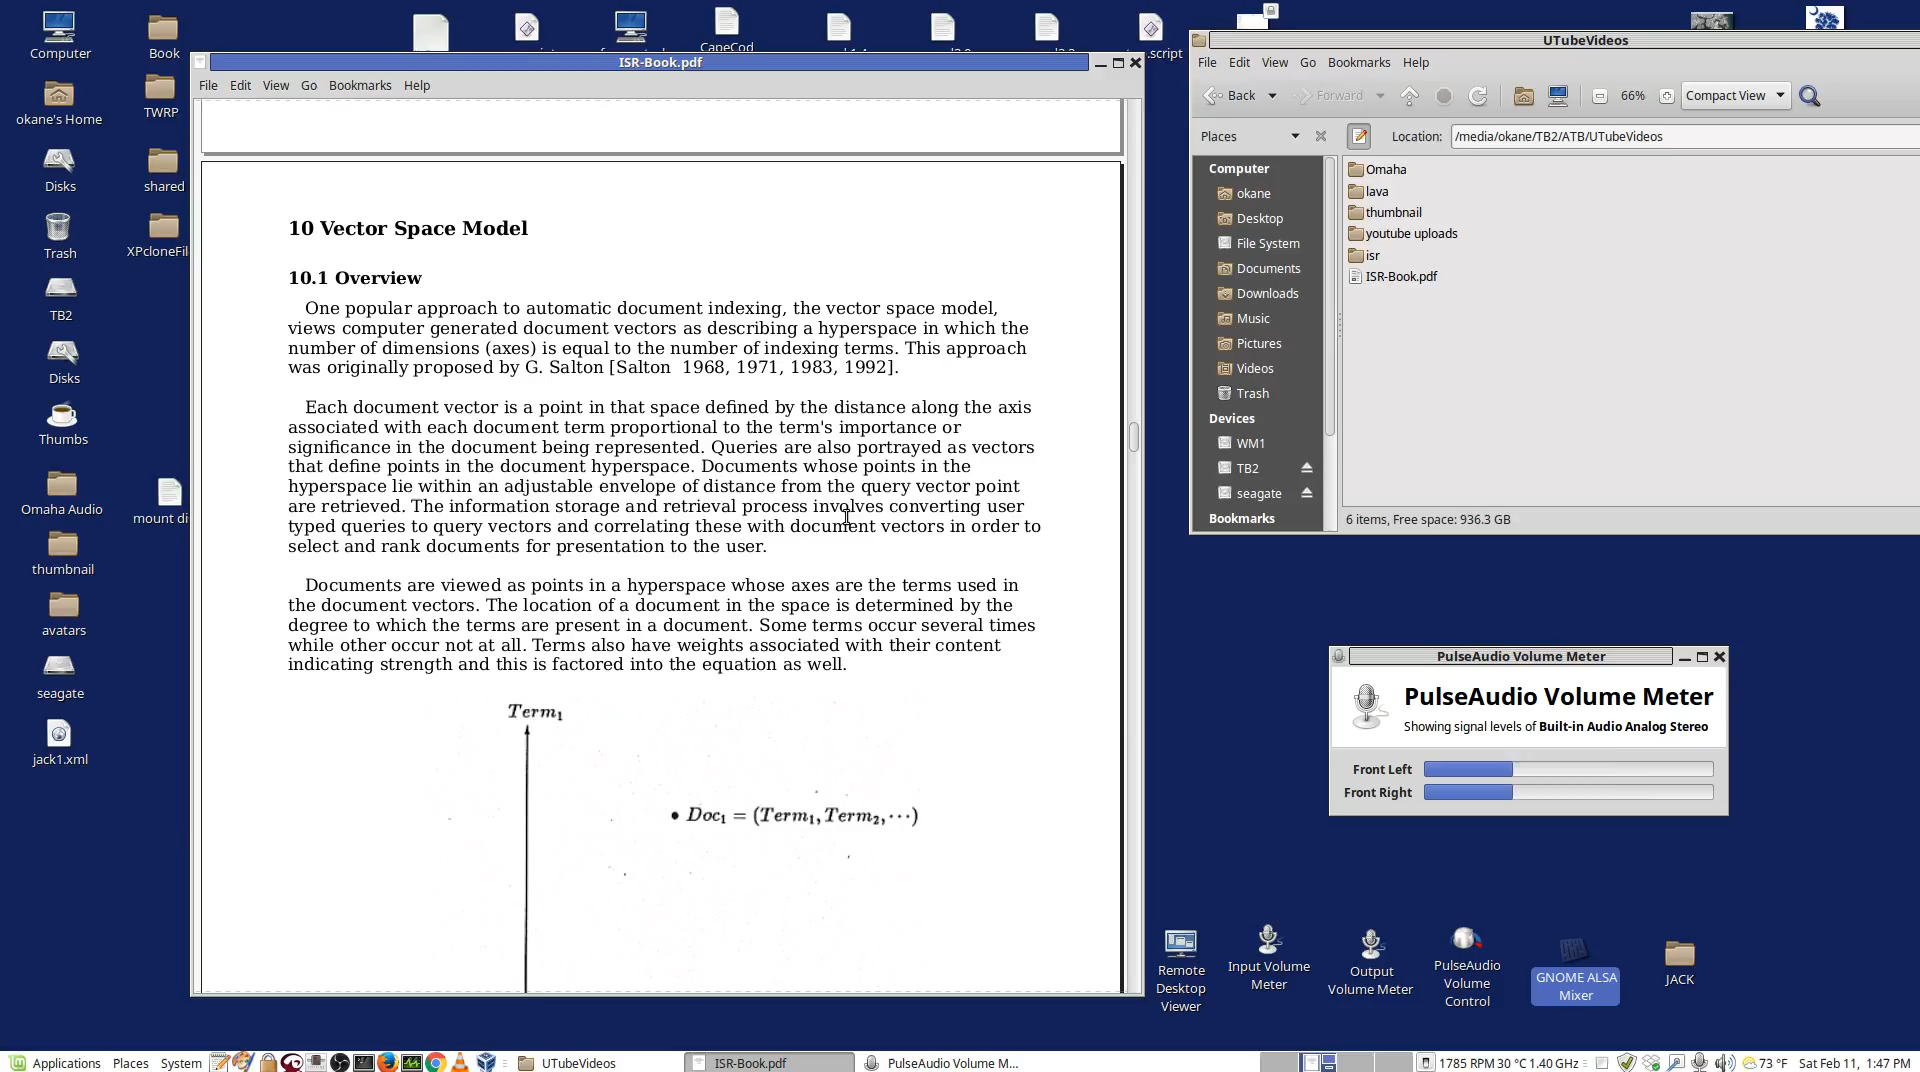 Computer
Book
CapeCod
.script
okane's Home
TWRP
Disks
shared
Trash
XPcloneFil
TB2
Disks
Thumbs
Omaha Audio
mount di
thumbnail
avatars
seagate
jack1.xml
ISR-Book.pdf
File Edit View Go Bookmarks Help
10 Vector Space Model
10.1 Overview
One popular approach to automatic document indexing, the vector space model,
views computer generated document vectors as describing a hyperspace in which the
number of dimensions (axes) is equal to the number of indexing terms. This approach
was originally proposed by G. Salton [Salton 1968, 1971, 1983, 1992].
Each document vector is a point in that space defined by the distance along the axis
associated with each document term proportional to the term's importance or
significance in the document being represented. Queries are also portrayed as vectors
that define points in the document hyperspace. Documents whose points in the
hyperspace lie within an adjustable envelope of distance from the query vector point
are retrieved. The information storage and retrieval process involves converting user
typed queries to query vectors and correlating these with document vectors in order to
select and rank documents for presentation to the user.
Documents are viewed as points in a hyperspace whose axes are the terms used in
the document vectors. The location of a document in the space is determined by the
degree to which the terms are present in a document. Some terms occur several times
while other occur not at all. Terms also have weights associated with their content
indicating strength and this is factored into the equation as well.
Term₁
• Doc₁ = (Term₁, Term₂, ···)
UTubeVideos
File Edit View Go Bookmarks Help
Back Forward 66% Compact View
Places Location: /media/okane/TB2/ATB/UTubeVideos
Computer
okane
Desktop
File System
Documents
Downloads
Music
Pictures
Videos
Trash
Devices
WM1
TB2
seagate
Bookmarks
Omaha
lava
thumbnail
youtube uploads
isr
ISR-Book.pdf
6 items, Free space: 936.3 GB
PulseAudio Volume Meter
PulseAudio Volume Meter
Showing signal levels of Built-in Audio Analog Stereo
Front Left
Front Right
Remote
Desktop
Viewer
Input Volume
Meter
Output
Volume Meter
PulseAudio
Volume
Control
GNOME ALSA
Mixer
JACK
Applications Places System UTubeVideos ISR-Book.pdf PulseAudio Volume M... 1785 RPM 30 °C 1.40 GHz 73 °F Sat Feb 11, 1:47 PM